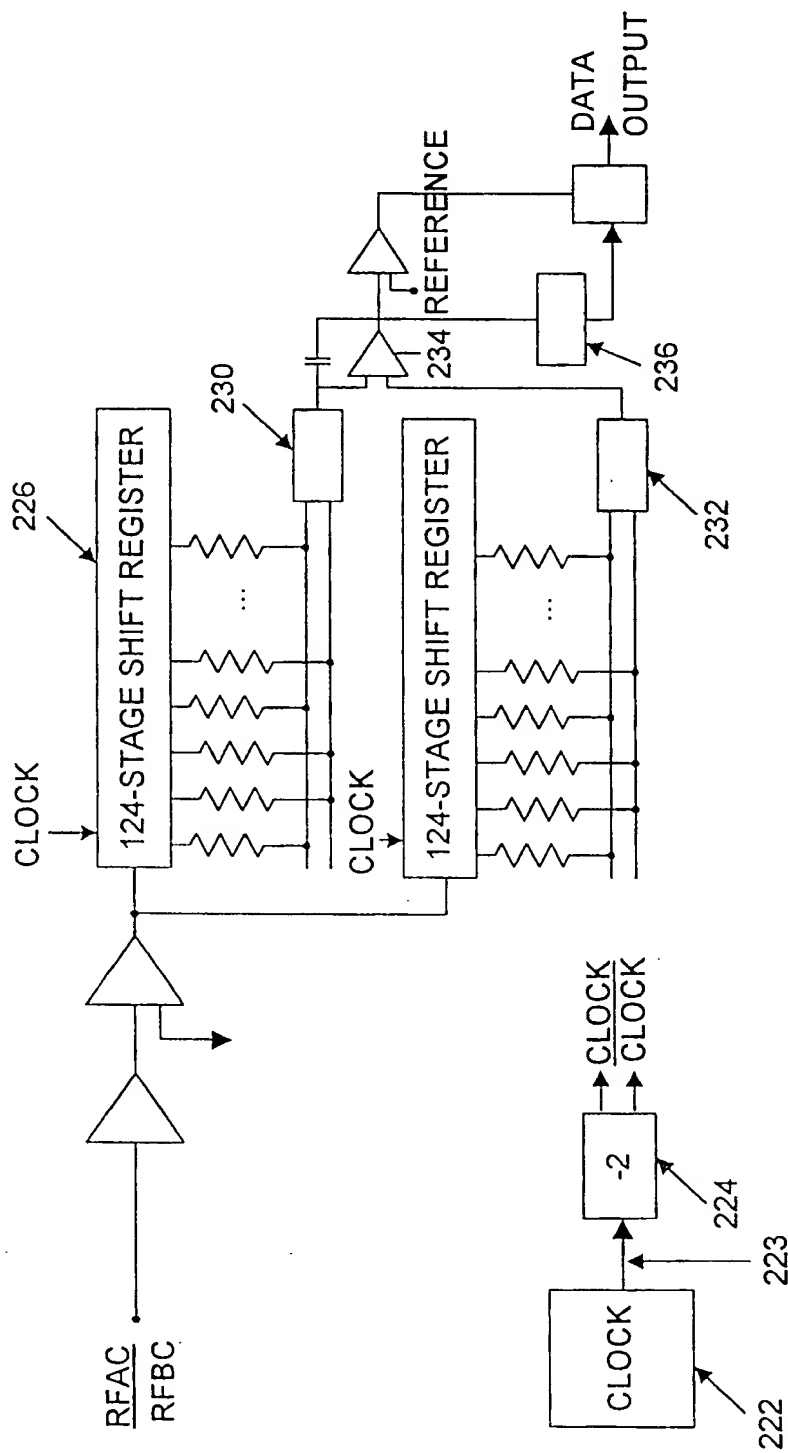 RFAC
RFBC
CLOCK
226
124-STAGE SHIFT REGISTER
...
230
CLOCK
124-STAGE SHIFT REGISTER
...
232
234
REFERENCE
236
DATA
OUTPUT
CLOCK
222
223
-2
224
CLOCK
CLOCK